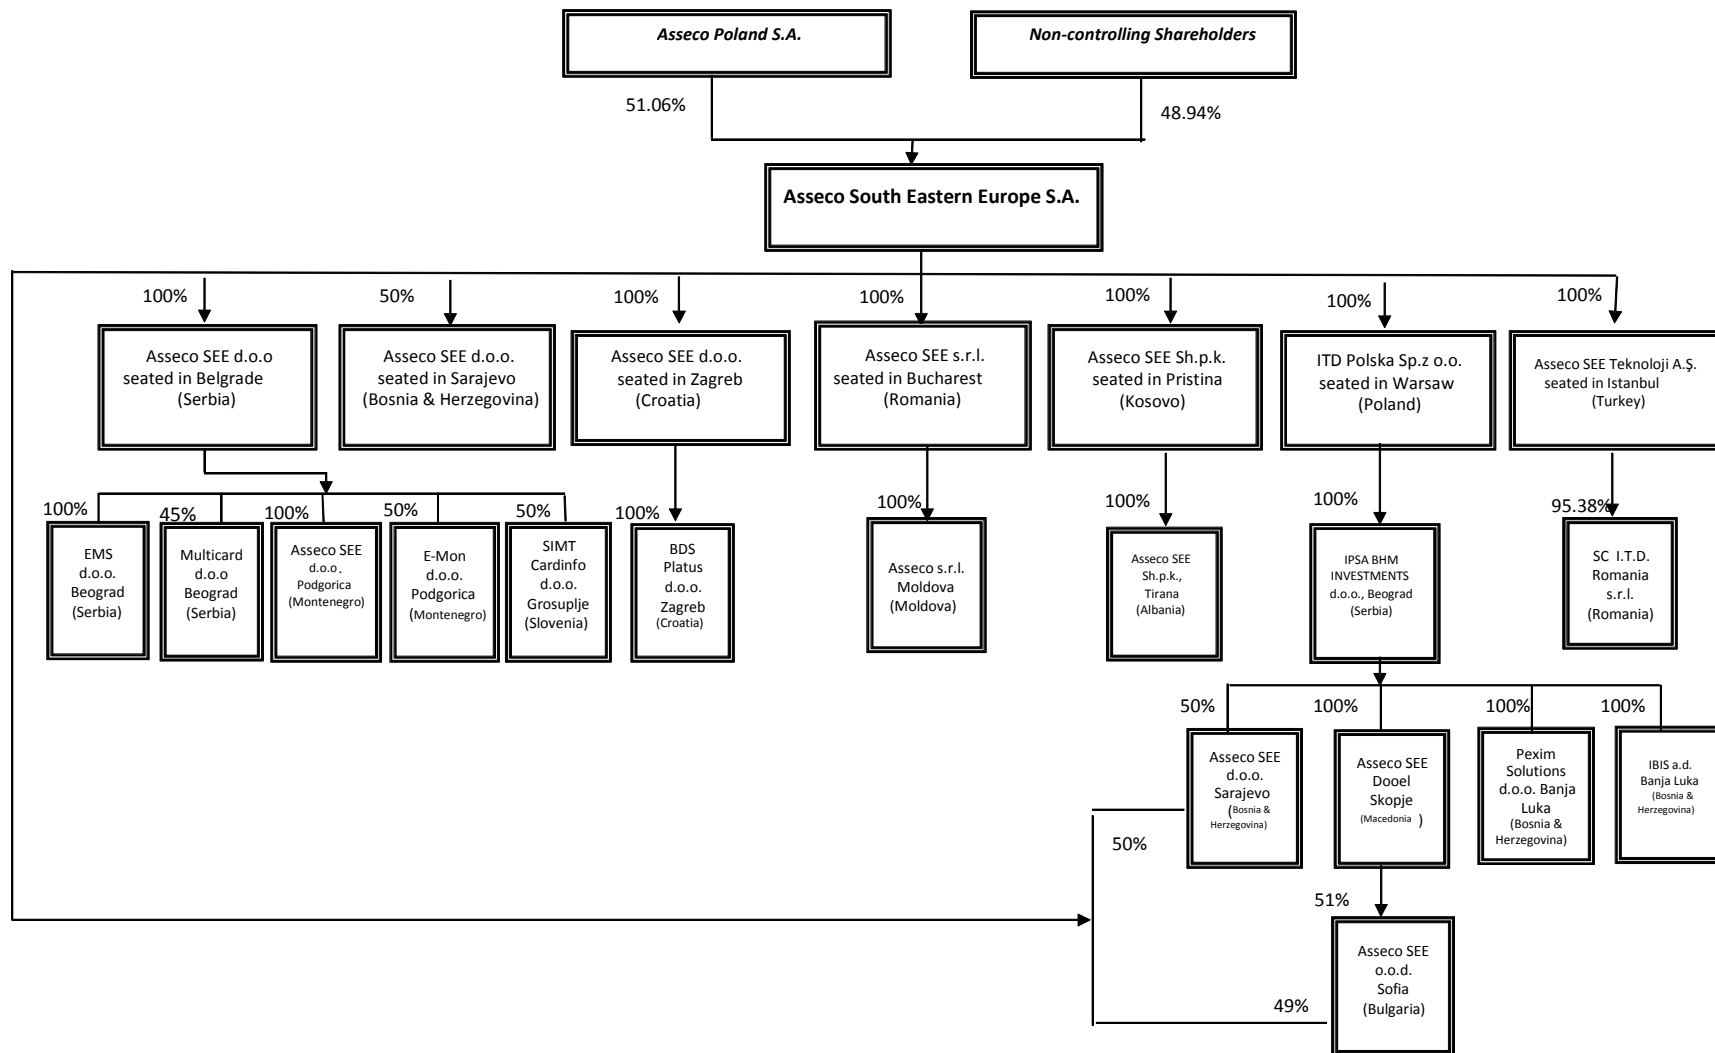 Asseco Poland S.A.
Non-controlling Shareholders
51.06%
48.94%
Asseco South Eastern Europe S.A.
100%
50%
100%
100%
100%
100%
100%
Asseco SEE d.o.o
seated in Belgrade
(Serbia)
Asseco SEE d.o.o.
seated in Sarajevo
(Bosnia & Herzegovina)
Asseco SEE d.o.o.
seated in Zagreb
(Croatia)
Asseco SEE s.r.l.
seated in Bucharest
(Romania)
Asseco SEE Sh.p.k.
seated in Pristina
(Kosovo)
ITD Polska Sp.z o.o.
seated in Warsaw
(Poland)
Asseco SEE Teknoloji A.Ş.
seated in Istanbul
(Turkey)
100%
45%
100%
50%
50%
100%
100%
100%
100%
95.38%
EMS
d.o.o.
Beograd
(Serbia)
Multicard
d.o.o
Beograd
(Serbia)
Asseco SEE
d.o.o.
Podgorica
(Montenegro)
E-Mon
d.o.o.
Podgorica
(Montenegro)
SIMT
Cardinfo
d.o.o.
Grosuplje
(Slovenia)
BDS
Platus
d.o.o.
Zagreb
(Croatia)
Asseco s.r.l.
Moldova
(Moldova)
Asseco SEE
Sh.p.k.,
Tirana
(Albania)
IPSA BHM
INVESTMENTS
d.o.o., Beograd
(Serbia)
SC I.T.D.
Romania
s.r.l.
(Romania)
50%
100%
100%
100%
Asseco SEE
d.o.o.
Sarajevo
(Bosnia &
Herzegovina)
Asseco SEE
Dooel
Skopje
(Macedonia )
Pexim
Solutions
d.o.o. Banja
Luka
(Bosnia &
Herzegovina)
IBIS a.d.
Banja Luka
(Bosnia &
Herzegovina)
50%
51%
Asseco SEE
o.o.d.
Sofia
(Bulgaria)
49%